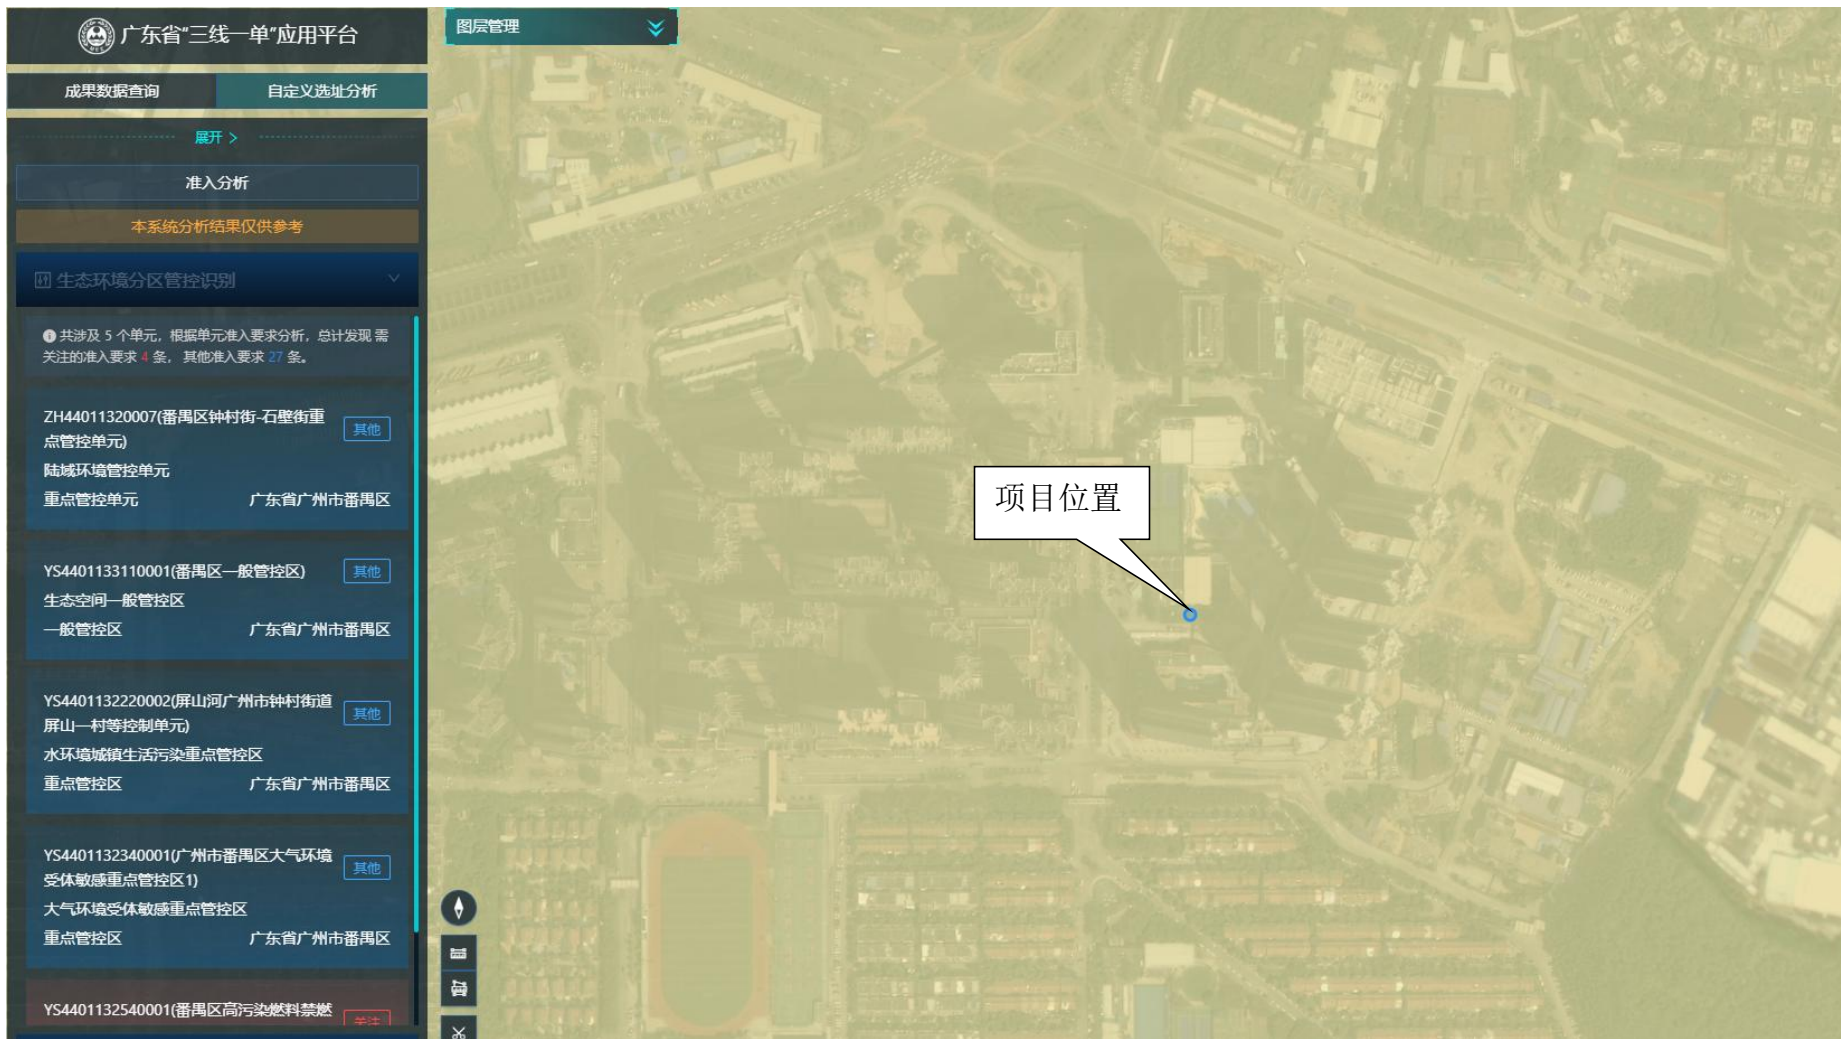 广东省"三线一单"应用平台
图层管理
成果数据查询
自定义选址分析
展开 >
准入分析
本系统分析结果仅供参考
生态环境分区管控识别
共涉及 5 个单元，根据单元准入要求分析，总计发现 需
关注的准入要求 4 条， 其他准入要求 27 条。
ZH44011320007(番禺区钟村街-石壁街重
点管控单元)
其他
陆域环境管控单元
重点管控单元 广东省广州市番禺区
YS4401133110001(番禺区一般管控区)
其他
生态空间一般管控区
一般管控区 广东省广州市番禺区
YS4401132220002(屏山河广州市钟村街道
屏山一村等控制单元)
其他
水环境城镇生活污染重点管控区
重点管控区 广东省广州市番禺区
YS4401132340001(广州市番禺区大气环境
受体敏感重点管控区1)
其他
大气环境受体敏感重点管控区
重点管控区 广东省广州市番禺区
YS4401132540001(番禺区高污染燃料禁燃
关注
项目位置